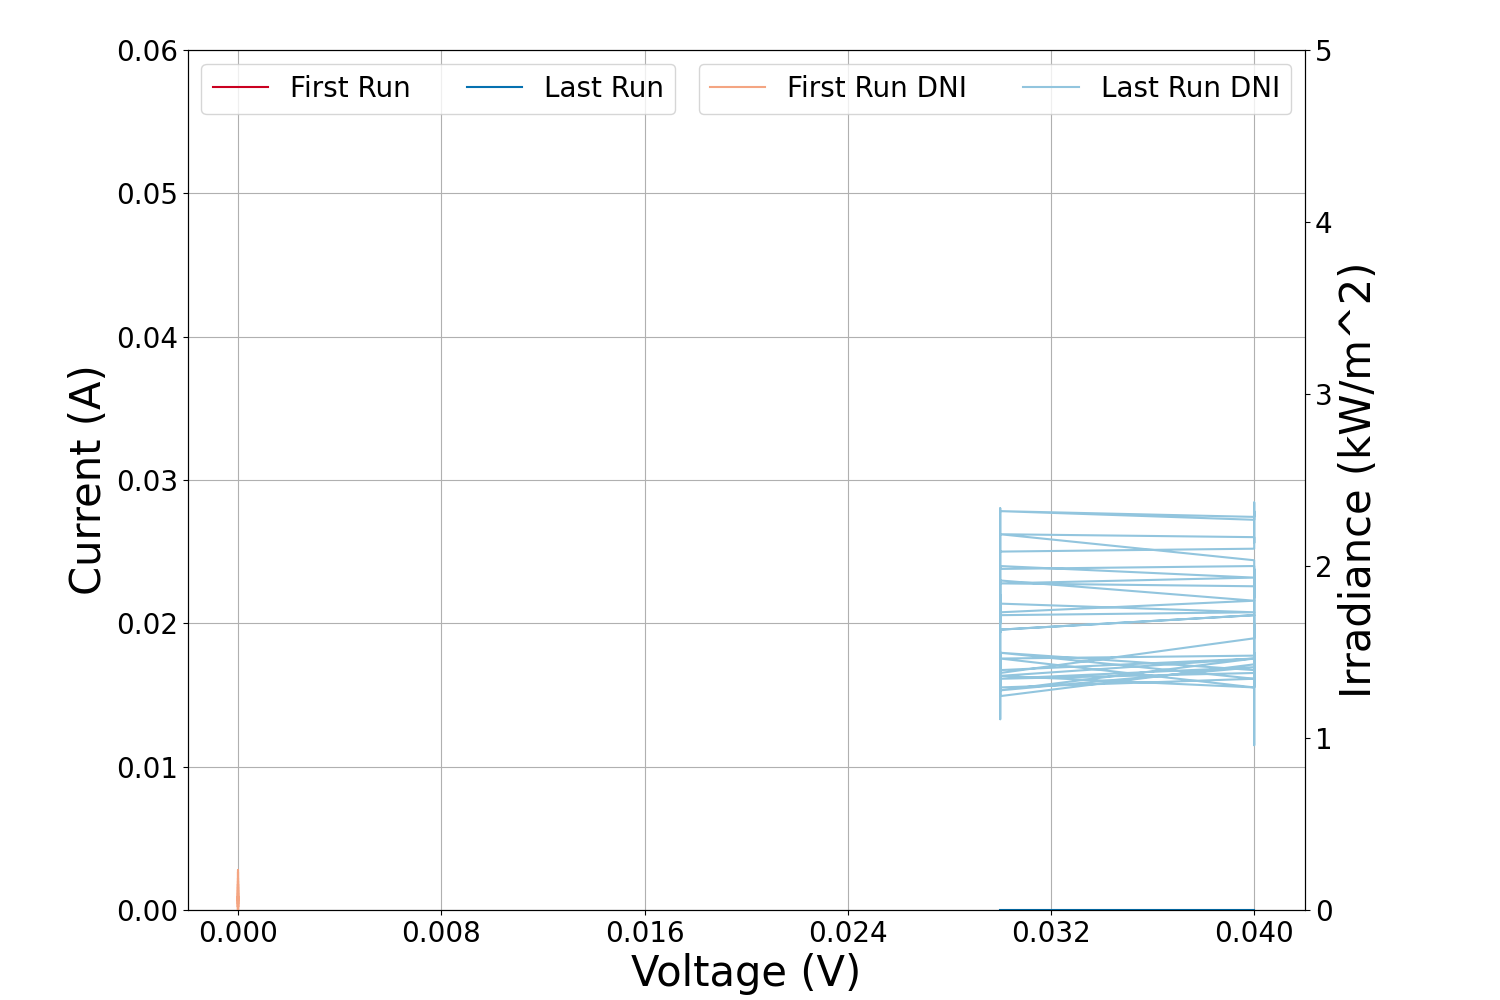 First Run
Last Run
First Run DNI
Last Run DNI
0.06
0.05
0.04
0.03
0.02
0.01
0.00
Current (A)
5
4
3
2
1
0
Irradiance (kW/m^2)
0.000 0.008 0.016 0.024 0.032 0.040
Voltage (V)